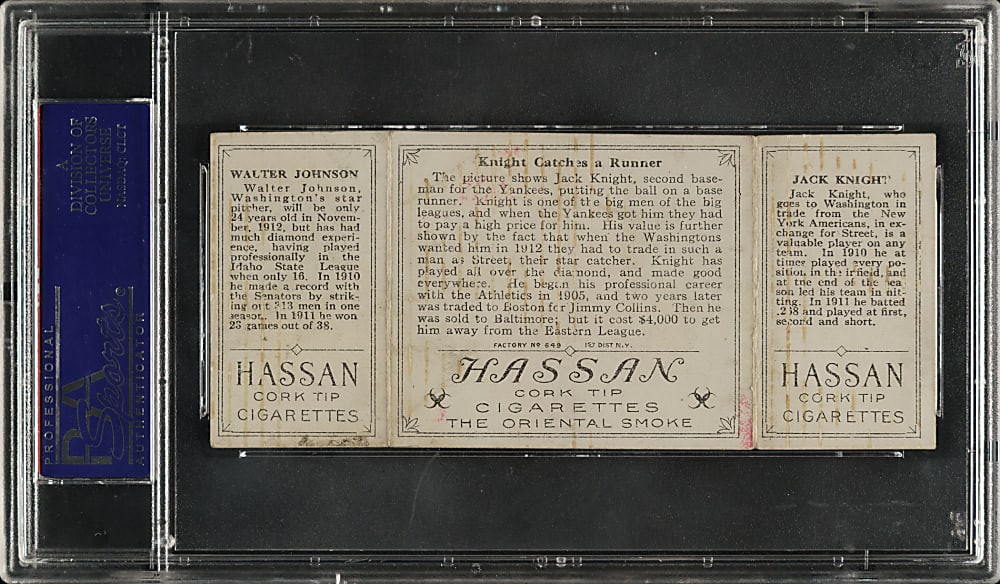 A
DIVISION OF
COLLECTORS
UNIVERSE
NASDAQ: CLCT
PROFESSIONAL
PSA
Sports
AUTHENTICATOR
WALTER JOHNSON
Walter Johnson,
Washington's star
pitcher, will be only
24 years old in Novem-
ber, 1912, but has had
much diamond experi-
ence, having played
professionally in the
Idaho State League
when only 16. In 1910
he made a record with
the Senators by strik-
ing out 313 men in one
season. In 1911 he won
23 games out of 38.
HASSAN
CORK TIP
CIGARETTES
Knight Catches a Runner
The picture shows Jack Knight, second base-
man for the Yankees, putting the ball on a base
runner. Knight is one of the big men of the big
leagues, and when the Yankees got him they had
to pay a high price for him. His value is further
shown by the fact that when the Washingtons
wanted him in 1912 they had to trade in such a
man as Street, their star catcher. Knight has
played all over the diamond, and made good
everywhere. He began his professional career
with the Athletics in 1905, and two years later
was traded to Boston for Jimmy Collins. Then he
was sold to Baltimore; but it cost $4,000 to get
him away from the Eastern League.
FACTORY Nº 649 1ST DIST N.Y.
HASSAN
CORK TIP
CIGARETTES
THE ORIENTAL SMOKE
JACK KNIGHT
Jack Knight, who
goes to Washington in
trade from the New
York Americans, in ex-
change for Street, is a
valuable player on any
team. In 1910 he at
times played every po-
sition in the infield, and
at the end of the sea
son led his team in hit-
ting. In 1911 he batted
.268 and played at first,
second and short.
HASSAN
CORK TIP
CIGARETTES